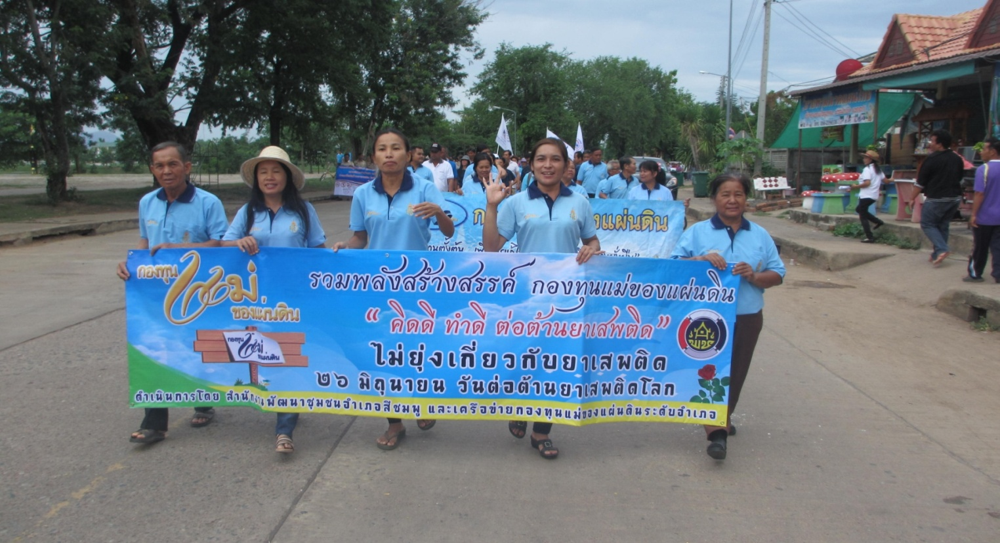 กองทุน
แม่
ของแผ่นดิน
รวมพลังสร้างสรรค์ กองทุนแม่ของแผ่นดิน
“ คิดดี ทำดี ต่อต้านยาเสพติด”
ไม่ยุ่งเกี่ยวกับยาเสพติด
๒๖ มิถุนายน วันต่อต้านยาเสพติดโลก
ดำเนินการโดย สำนักงานพัฒนาชุมชนอำเภอสีชมพู และเครือข่ายกองทุนแม่ของแผ่นดินระดับอำเภอ
กองทุน
แม่
ของแผ่นดิน
พช
งแผ่นดิน